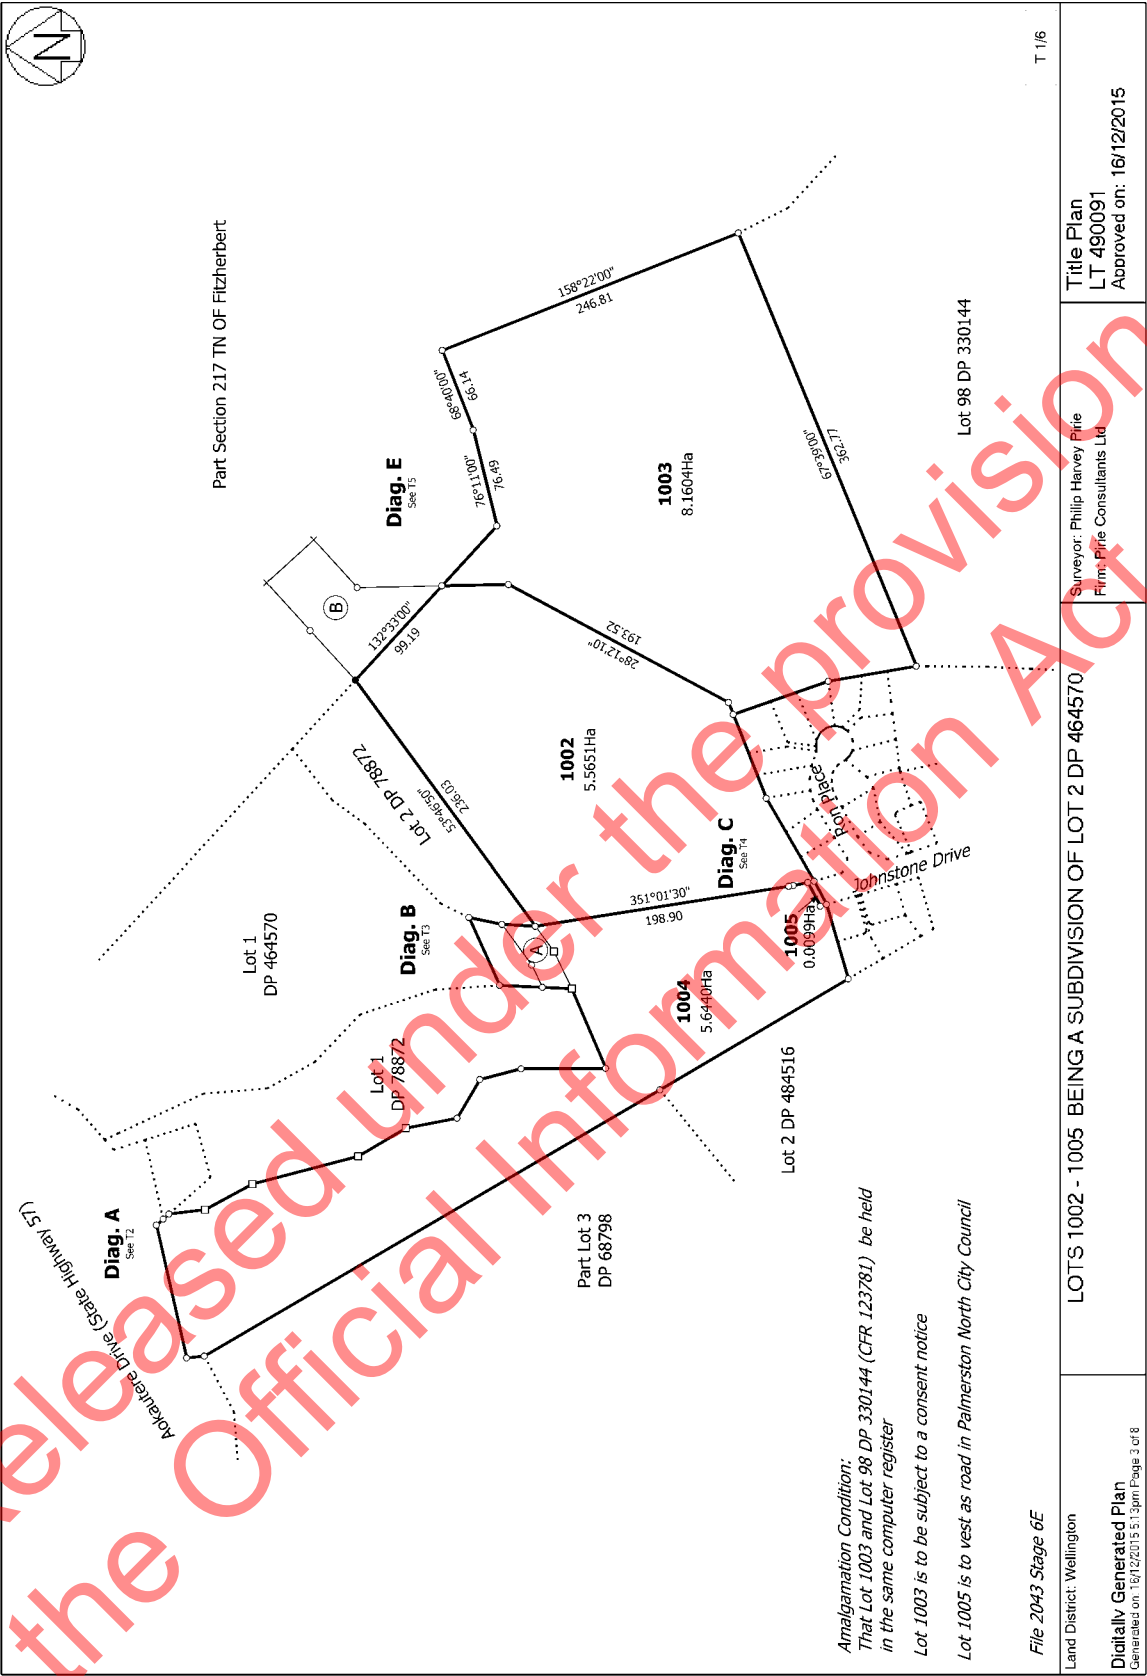 N
Part Section 217 TN OF Fitzherbert
Aokautere Drive (State Highway 57)
Diag. A
See T2
Lot 1
DP 464570
Lot 1
DP 78872
Diag. B
See T3
Lot 2 DP 78872
53°46'50"
236.03
132°33'00"
99.19
B
Diag. E
See T5
76°11'00"
76.49
68°40'00"
66.14
158°22'00"
246.81
A
1002
5.5651Ha
28°12'10"
193.52
1003
8.1604Ha
67°39'00"
362.77
Lot 98 DP 330144
351°01'30"
198.90
Diag. C
See T4
1004
5.6440Ha
1005
0.0099Ha
Ron Place
Johnstone Drive
Lot 2 DP 484516
Part Lot 3
DP 68798
Amalgamation Condition:
That Lot 1003 and Lot 98 DP 330144 (CFR 123781) be held
in the same computer register
Lot 1003 is to be subject to a consent notice
Lot 1005 is to vest as road in Palmerston North City Council
File 2043 Stage 6E
T 1/6
Land District: Wellington
Digitally Generated Plan
Generated on: 16/12/2015 5:13pm Page 3 of 8
LOTS 1002 - 1005 BEING A SUBDIVISION OF LOT 2 DP 464570
Surveyor: Philip Harvey Pirie
Firm: Pirie Consultants Ltd
Title Plan
LT 490091
Approved on: 16/12/2015
Released under the provision
the Official Information Act